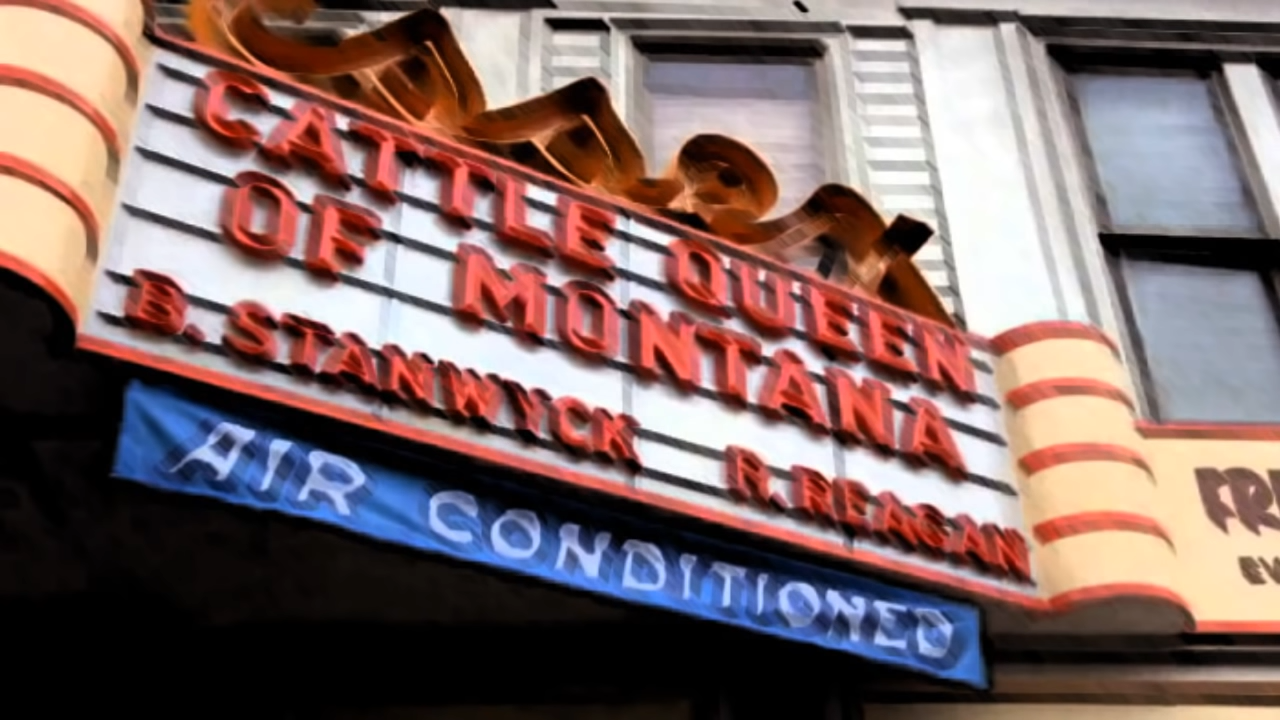 CATTLE QUEEN
OF MONTANA
B. STANWYCK R. REAGAN
AIR CONDITIONED